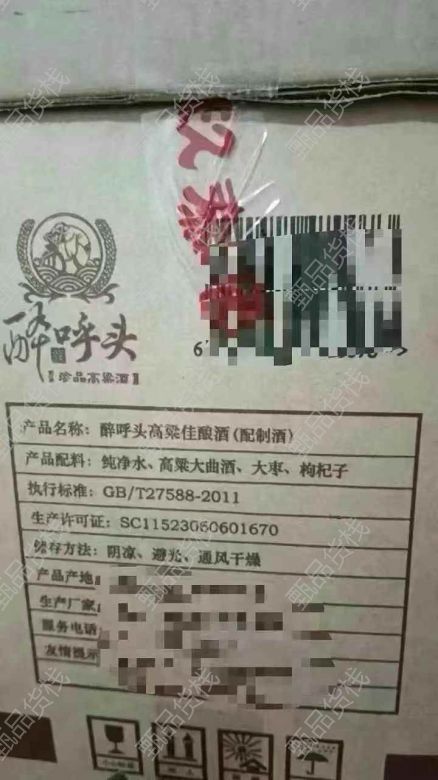 醉呼头
珍品高粱酒
6
产品名称：醉呼头高粱佳酿酒(配制酒)
产品配料：纯净水、高粱大曲酒、大枣、枸杞子
执行标准：GB/T27588-2011
生产许可证：SC11523060601670
储存方法：阴凉、避光、通风干燥
产品产地
生产厂家
服务电话
友情提示
甄品货栈